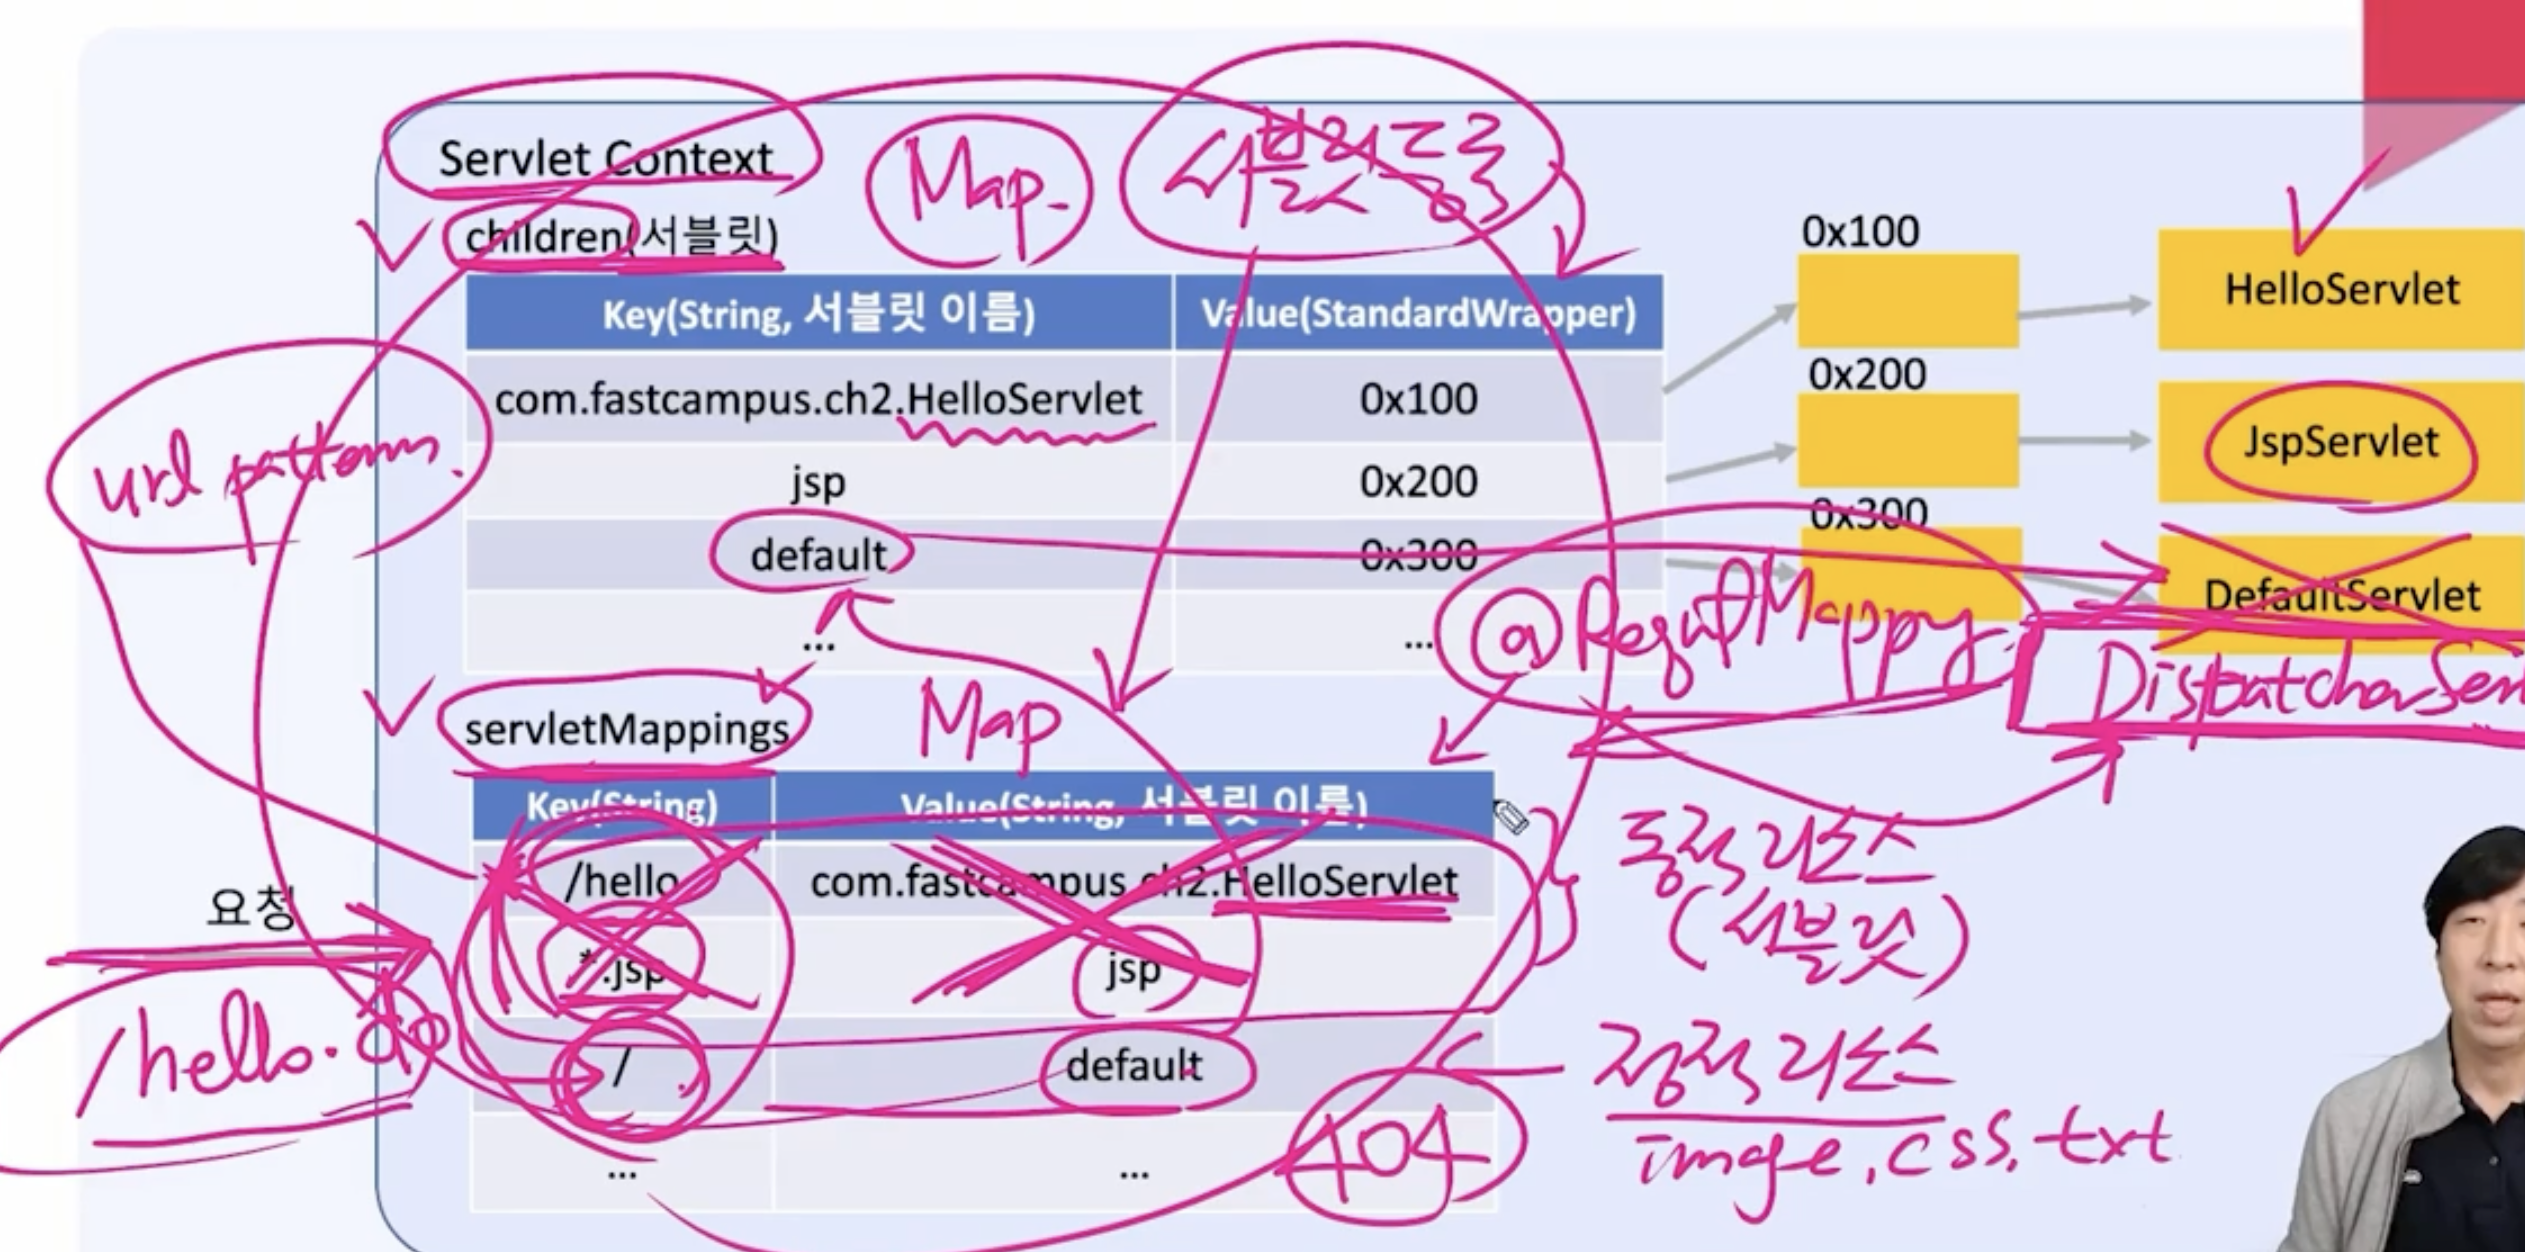 Servlet Context
Map
서블릿등록
children(서블릿)
Key(String, 서블릿 이름) Value(StandardWrapper)
com.fastcampus.ch2.HelloServlet 0x100
jsp 0x200
default 0x300
... ...
0x100
HelloServlet
0x200
JspServlet
0x300
DefaultServlet
url pattern
servletMappings
Map
Key(String) Value(String, 서블릿 이름)
/hello com.fastcampus.ch2.HelloServlet
*.jsp jsp
/ default
... ...
요청
/hello.do
404
동적 리소스
(서블릿)
정적 리소스
image, css, txt